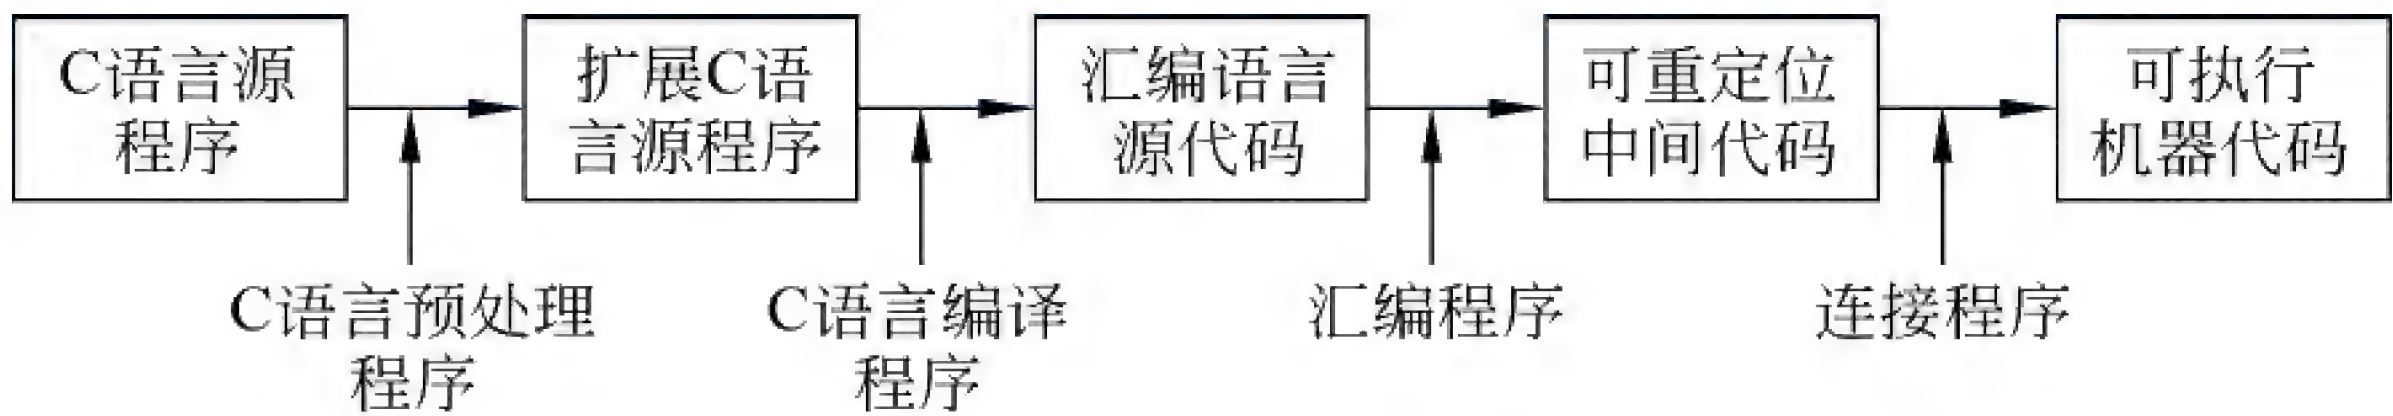 C语言源
程序
扩展C语
言源程序
汇编语言
源代码
可重定位
中间代码
可执行
机器代码
C语言预处理
程序
C语言编译
程序
汇编程序
连接程序